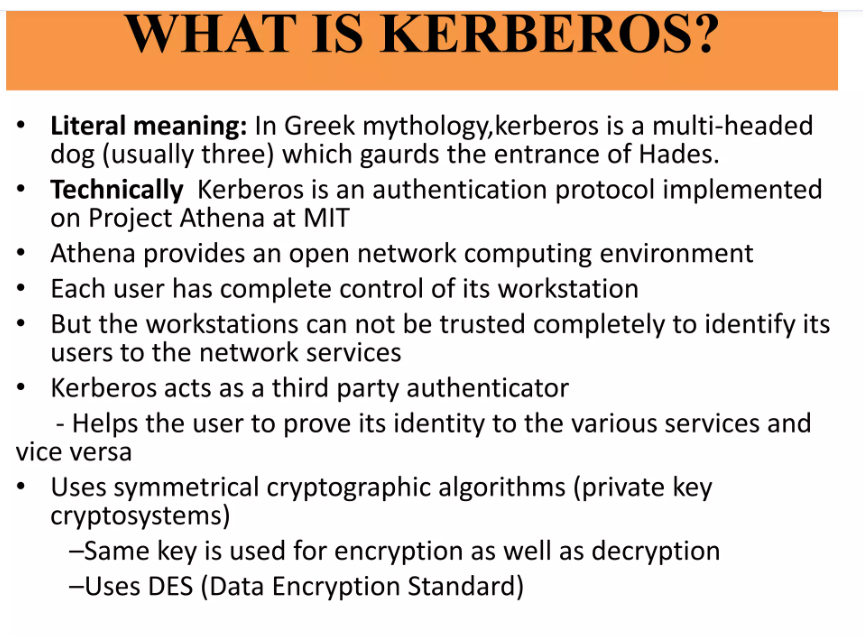 WHAT IS KERBEROS?
• Literal meaning: In Greek mythology,kerberos is a multi-headed
dog (usually three) which gaurds the entrance of Hades.
• Technically Kerberos is an authentication protocol implemented
on Project Athena at MIT
• Athena provides an open network computing environment
• Each user has complete control of its workstation
• But the workstations can not be trusted completely to identify its
users to the network services
• Kerberos acts as a third party authenticator
- Helps the user to prove its identity to the various services and
vice versa
• Uses symmetrical cryptographic algorithms (private key
cryptosystems)
–Same key is used for encryption as well as decryption
–Uses DES (Data Encryption Standard)